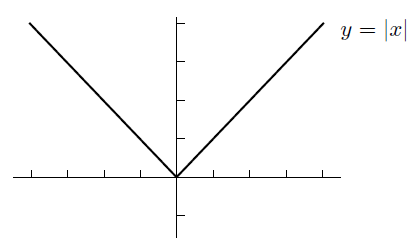 y = |x|